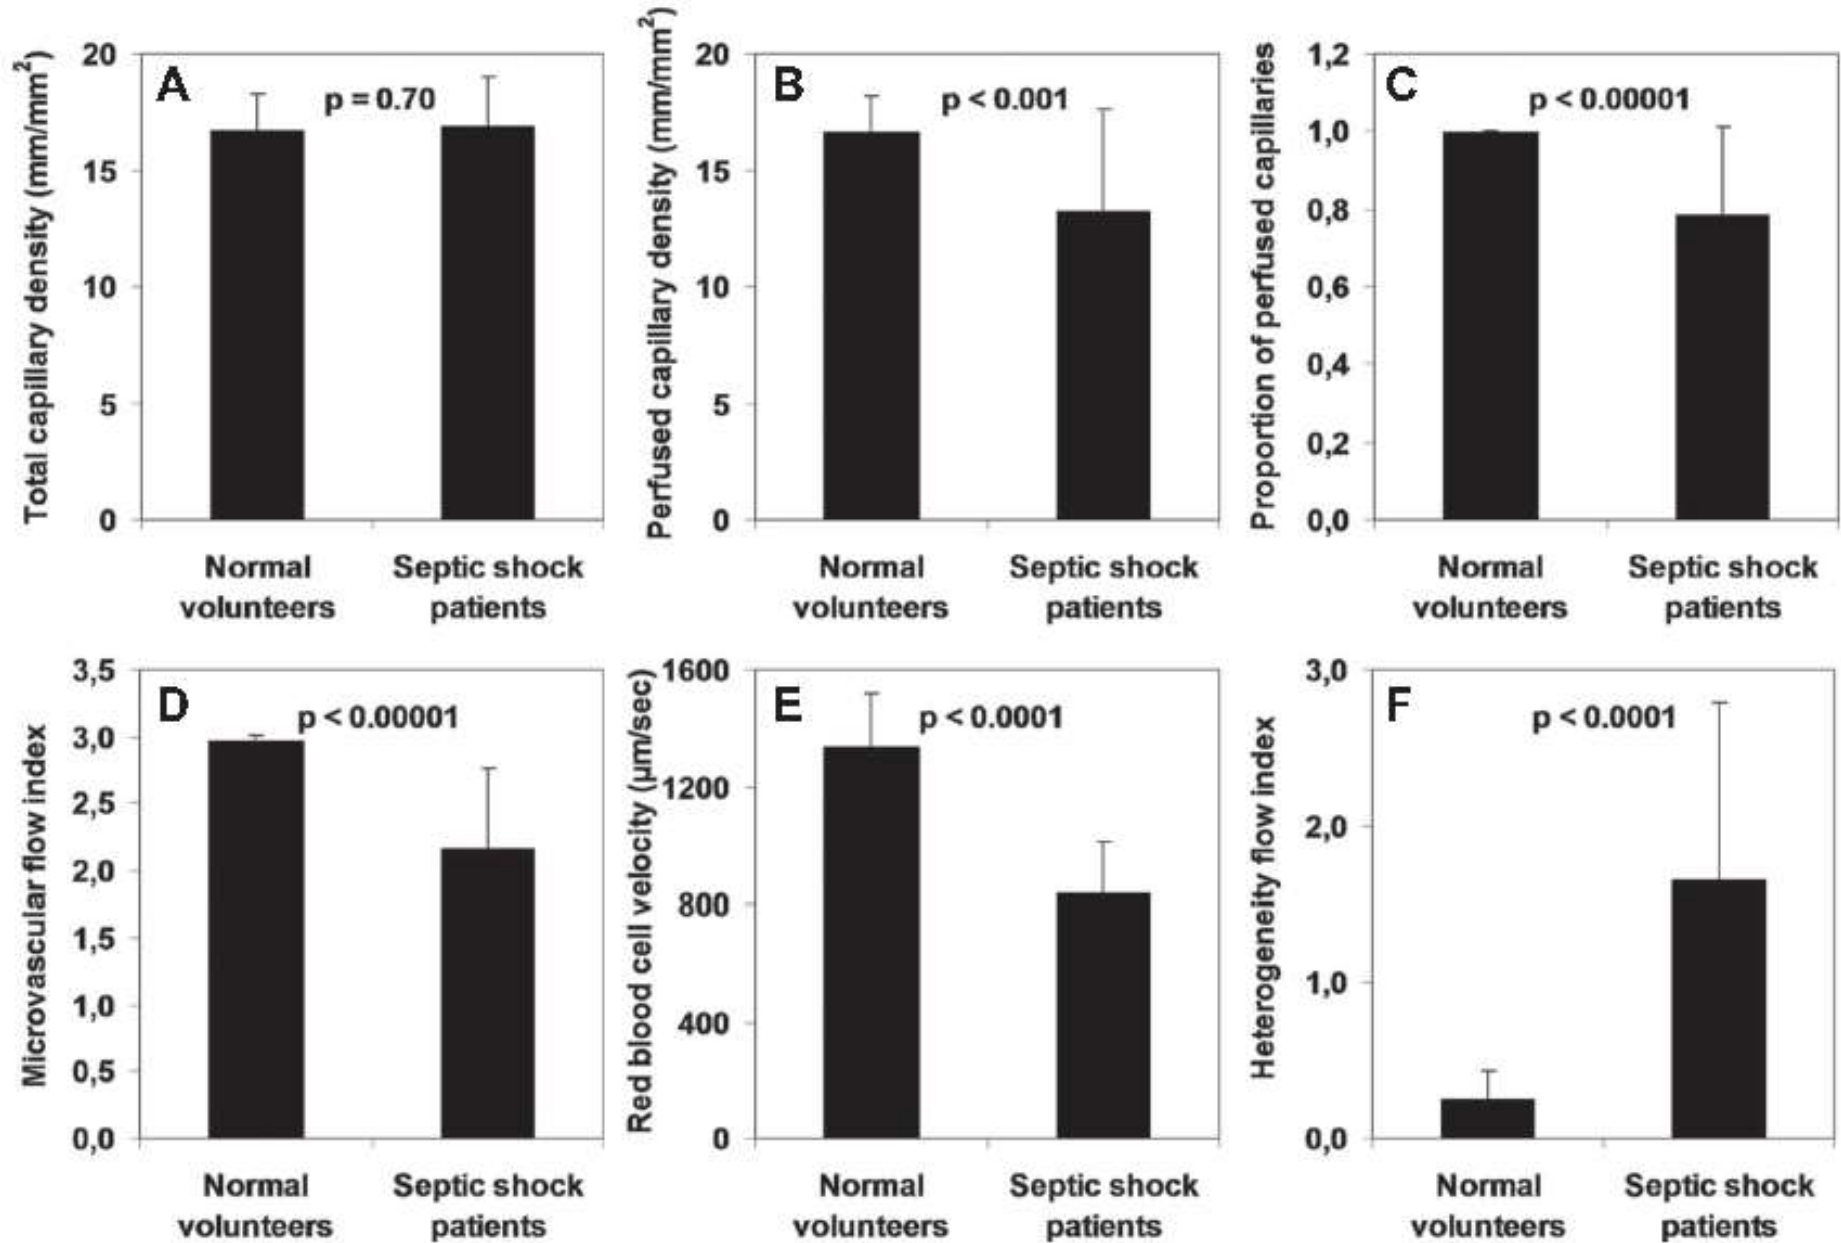 Total capillary density (mm/mm²)
20
15
10
5
0
A
p = 0.70
Normal
volunteers
Septic shock
patients
Perfused capillary density (mm/mm²)
20
15
10
5
0
B
p < 0.001
Normal
volunteers
Septic shock
patients
Proportion of perfused capillaries
1,2
1,0
0,8
0,6
0,4
0,2
0,0
C
p < 0.00001
Normal
volunteers
Septic shock
patients
Microvascular flow index
3,5
3,0
2,5
2,0
1,5
1,0
0,5
0,0
D
p < 0.00001
Normal
volunteers
Septic shock
patients
Red blood cell velocity (µm/sec)
1600
1200
800
400
0
E
p < 0.0001
Normal
volunteers
Septic shock
patients
Heterogeneity flow index
3,0
2,0
1,0
0,0
F
p < 0.0001
Normal
volunteers
Septic shock
patients